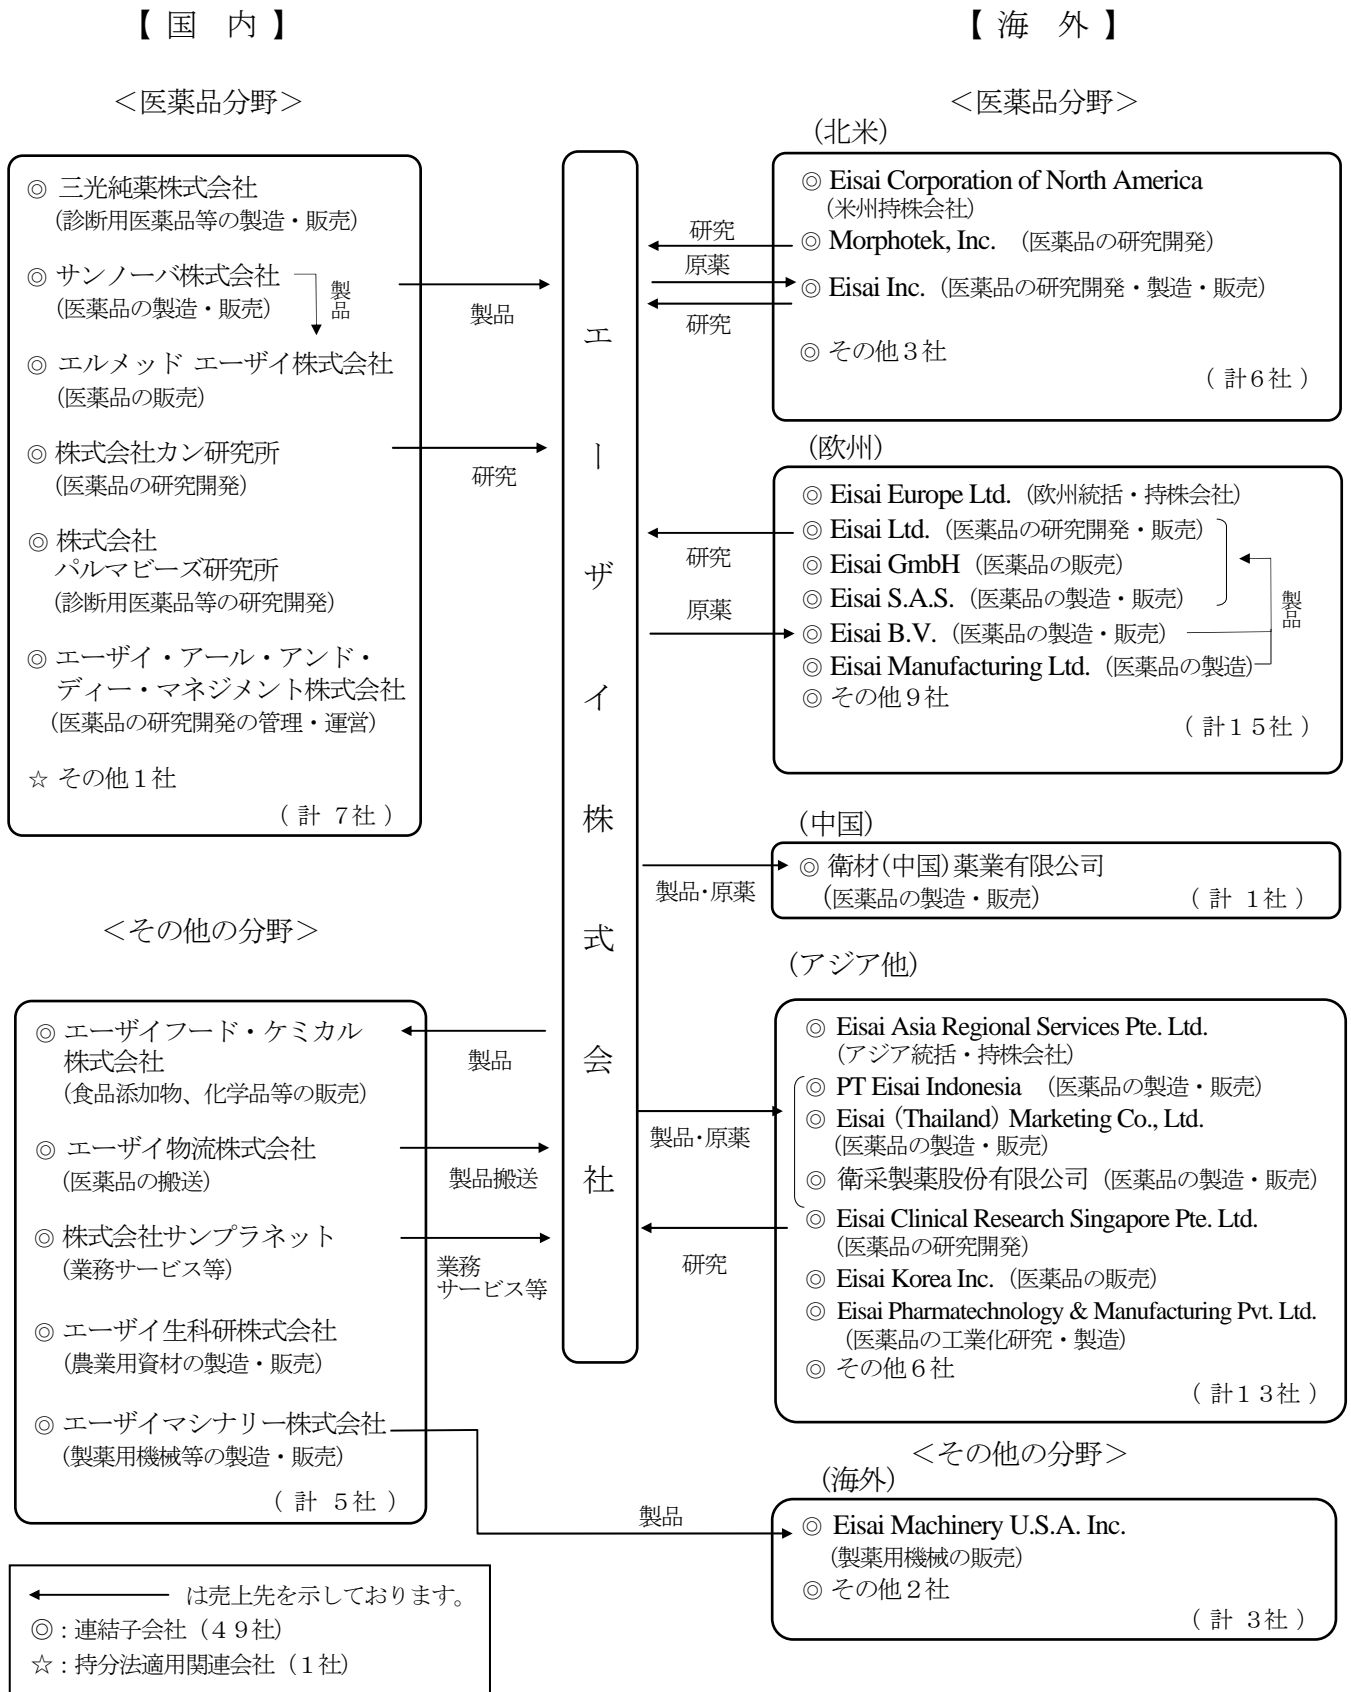 【 国 内 】
＜医薬品分野＞
◎ 三光純薬株式会社
(診断用医薬品等の製造・販売)
◎ サンノーバ株式会社
(医薬品の製造・販売)
製品
◎ エルメッド エーザイ株式会社
(医薬品の販売)
◎ 株式会社カン研究所
(医薬品の研究開発)
◎ 株式会社
パルマビーズ研究所
(診断用医薬品等の研究開発)
◎ エーザイ・アール・アンド・
ディー・マネジメント株式会社
(医薬品の研究開発の管理・運営)
☆ その他１社
( 計 7社 )
製品
研究
＜その他の分野＞
◎ エーザイフード・ケミカル
株式会社
(食品添加物、化学品等の販売)
◎ エーザイ物流株式会社
(医薬品の搬送)
◎ 株式会社サンプラネット
(業務サービス等)
◎ エーザイ生科研株式会社
(農業用資材の製造・販売)
◎ エーザイマシナリー株式会社
(製薬用機械等の製造・販売)
( 計 5社 )
製品
製品搬送
業務
サービス等
製品
エーザイ株式会社
【 海 外 】
＜医薬品分野＞
(北米)
◎ Eisai Corporation of North America
(米州持株会社)
◎ Morphotek, Inc. (医薬品の研究開発)
◎ Eisai Inc. (医薬品の研究開発・製造・販売)
◎ その他３社
( 計６社 )
研究
原薬
研究
(欧州)
◎ Eisai Europe Ltd. (欧州統括・持株会社)
◎ Eisai Ltd. (医薬品の研究開発・販売)
◎ Eisai GmbH (医薬品の販売)
◎ Eisai S.A.S. (医薬品の製造・販売)
◎ Eisai B.V. (医薬品の製造・販売)
◎ Eisai Manufacturing Ltd. (医薬品の製造)
◎ その他９社
( 計１５社 )
製品
研究
原薬
(中国)
◎ 衛材(中国)薬業有限公司
(医薬品の製造・販売)
( 計 1社 )
製品・原薬
(アジア他)
◎ Eisai Asia Regional Services Pte. Ltd.
(アジア統括・持株会社)
◎ PT Eisai Indonesia (医薬品の製造・販売)
◎ Eisai (Thailand) Marketing Co., Ltd.
(医薬品の製造・販売)
◎ 衛采製薬股份有限公司 (医薬品の製造・販売)
◎ Eisai Clinical Research Singapore Pte. Ltd.
(医薬品の研究開発)
◎ Eisai Korea Inc. (医薬品の販売)
◎ Eisai Pharmatechnology & Manufacturing Pvt. Ltd.
(医薬品の工業化研究・製造)
◎ その他６社
( 計１３社 )
製品・原薬
研究
＜その他の分野＞
(海外)
◎ Eisai Machinery U.S.A. Inc.
(製薬用機械の販売)
◎ その他２社
( 計 3社 )
は売上先を示しております。
◎：連結子会社（４９社）
☆：持分法適用関連会社（１社）